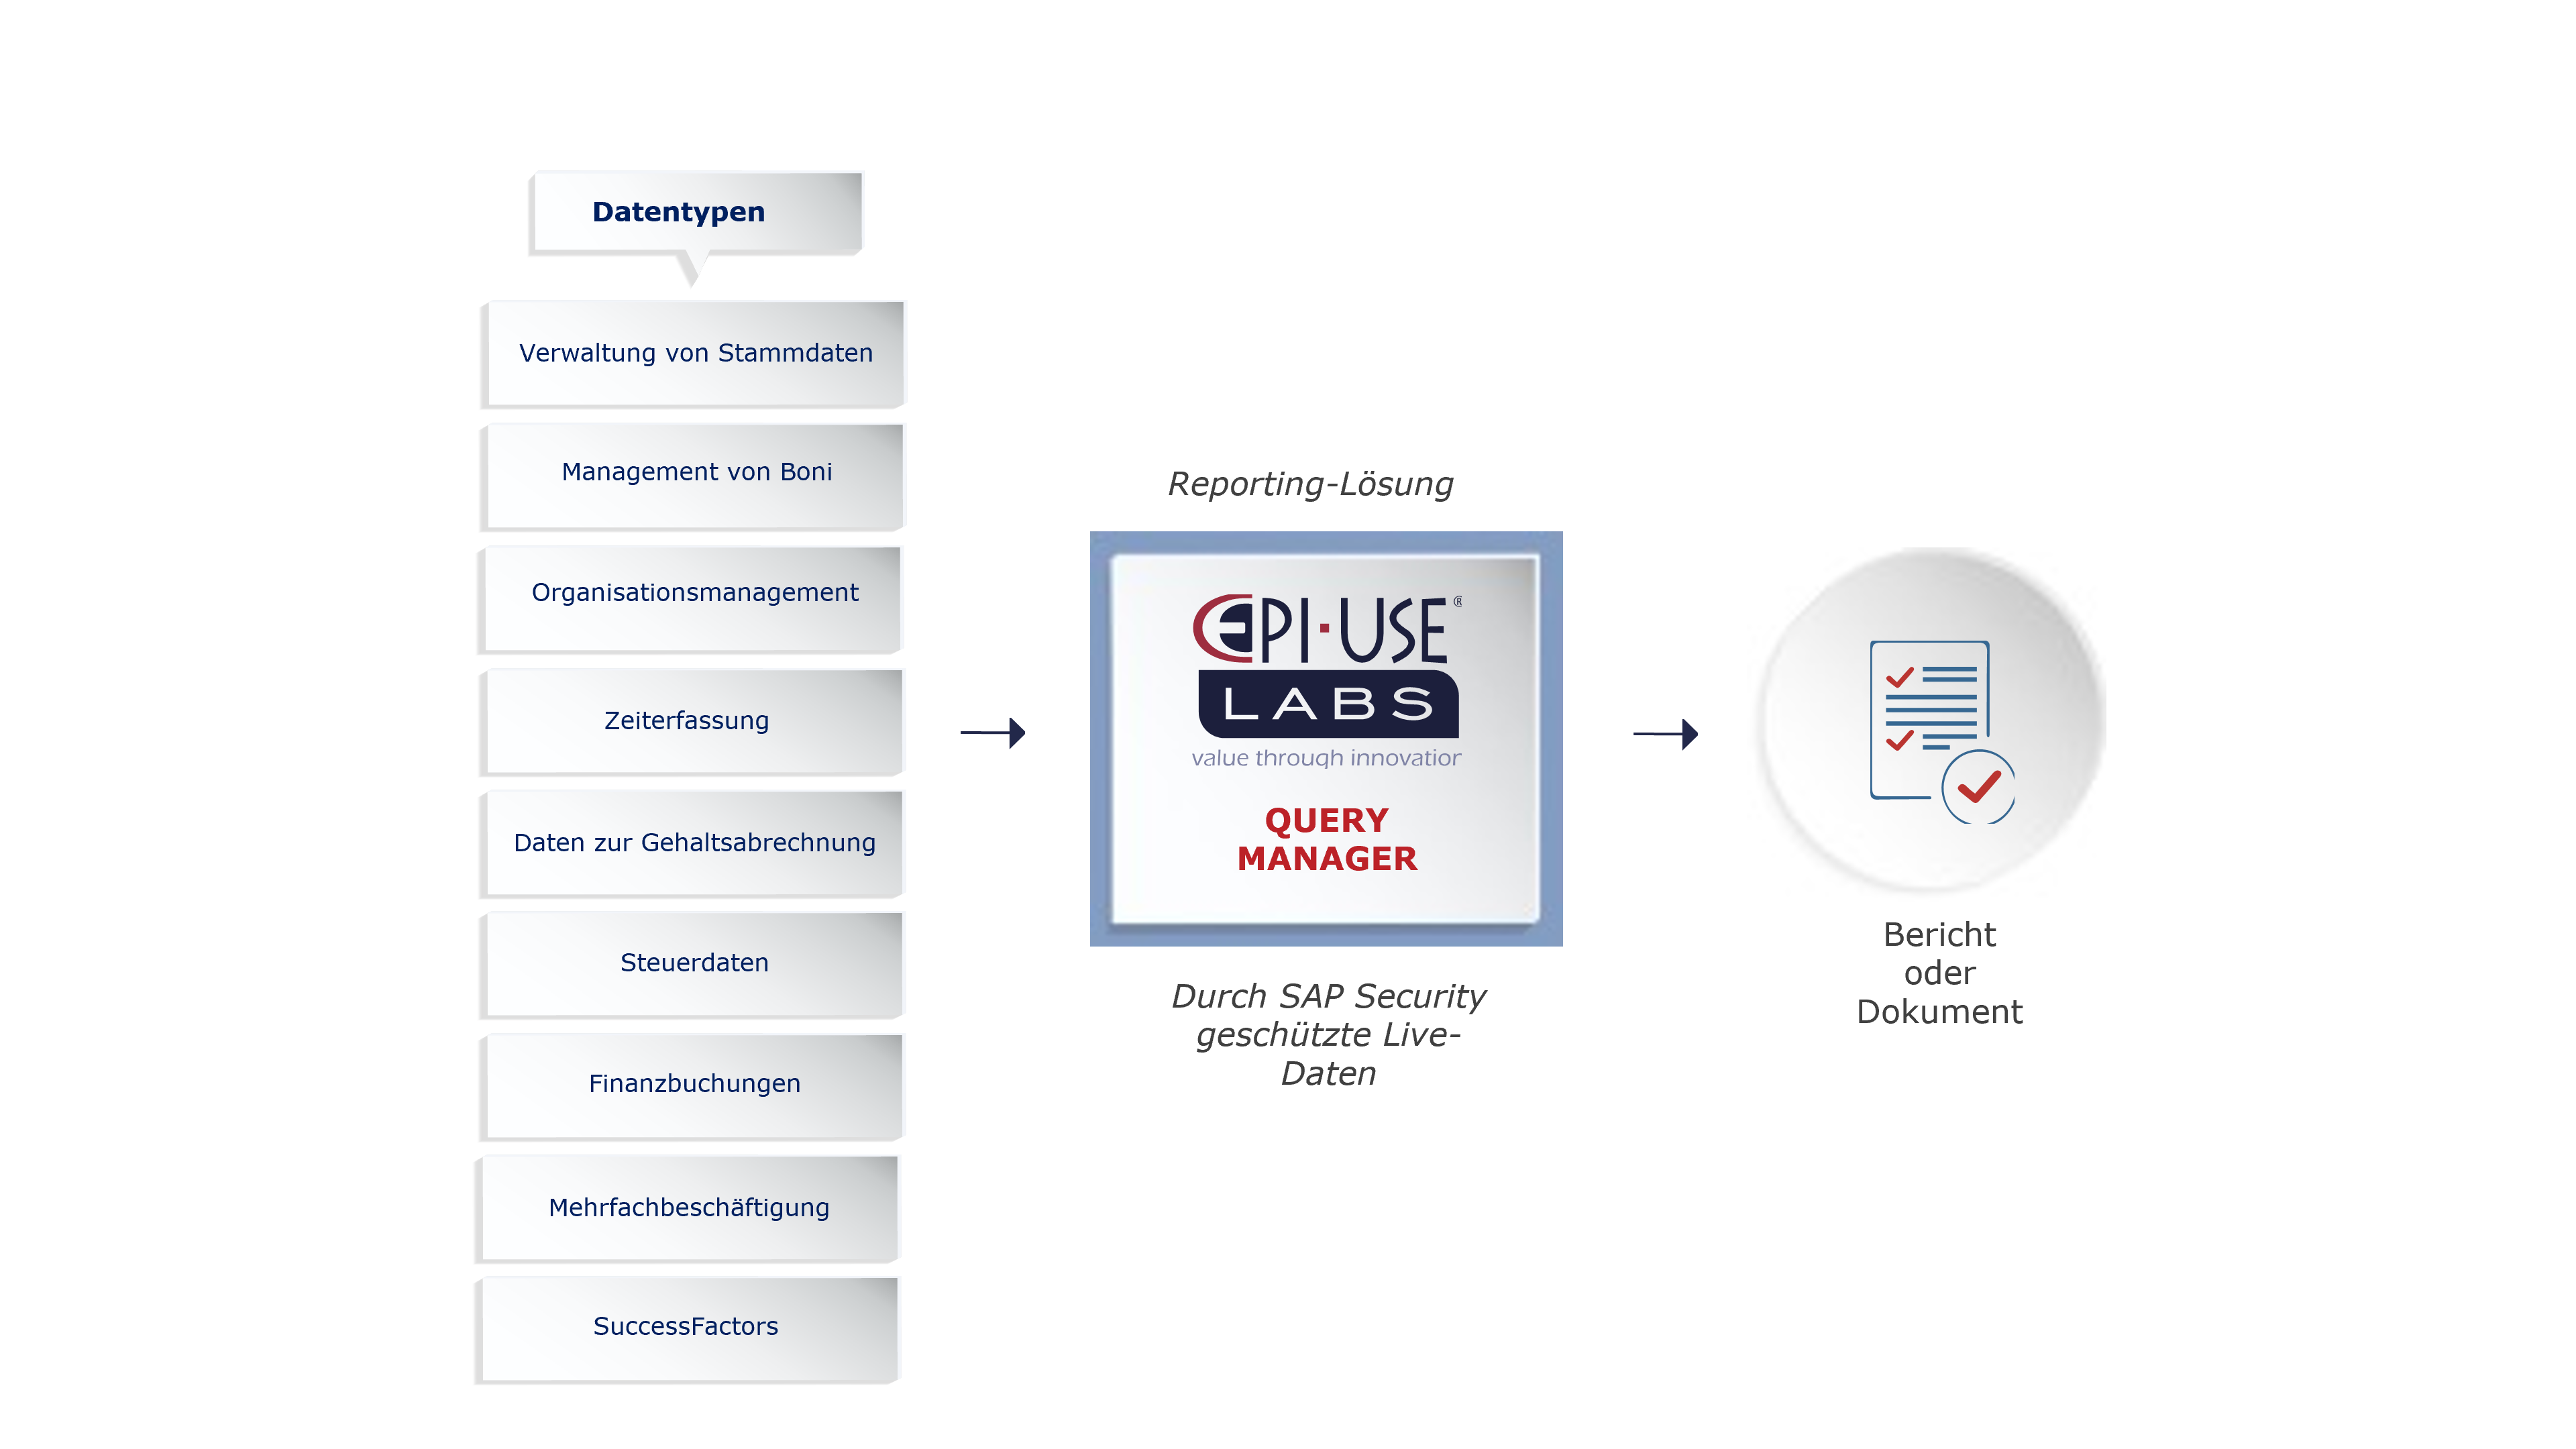 Datentypen
Verwaltung von Stammdaten
Management von Boni
Organisationsmanagement
Zeiterfassung
Daten zur Gehaltsabrechnung
Steuerdaten
Finanzbuchungen
Mehrfachbeschäftigung
SuccessFactors
Reporting-Lösung
EPI·USE®
LABS
value through innovation
QUERY
MANAGER
Durch SAP Security
geschützte Live-
Daten
Bericht
oder
Dokument